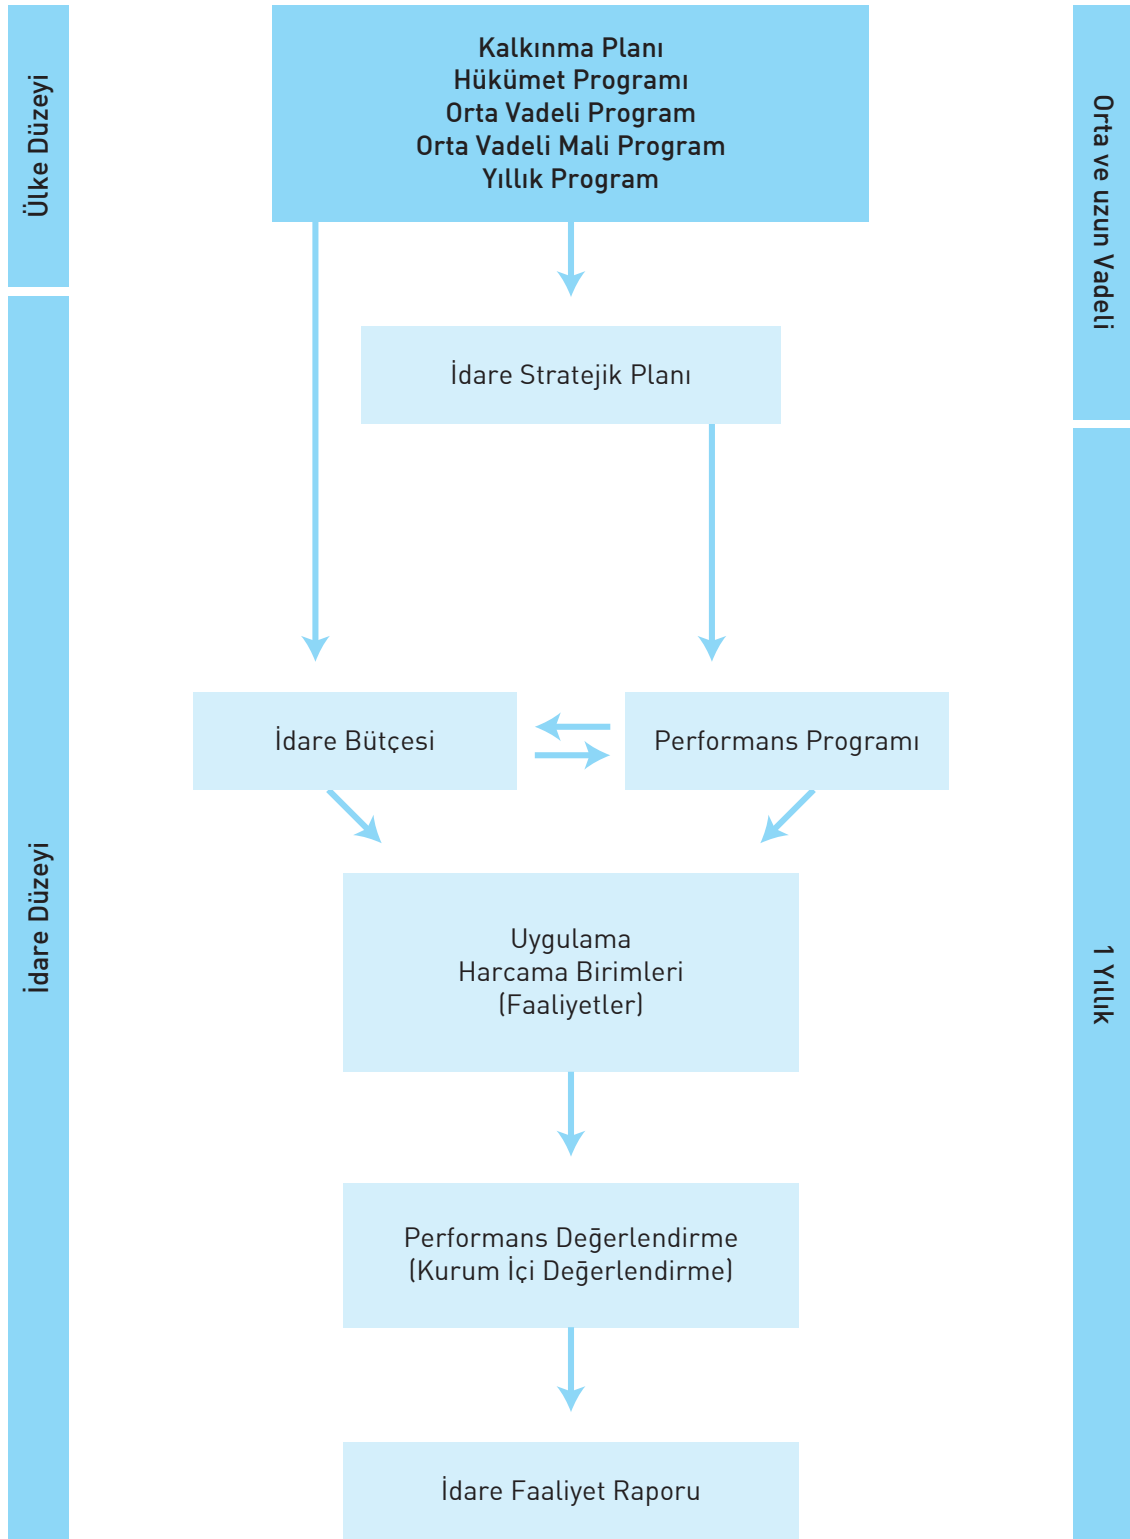 Ülke Düzeyi
Kalkınma Planı
Hükümet Programı
Orta Vadeli Program
Orta Vadeli Mali Program
Yıllık Program
Orta ve uzun Vadeli
İdare Stratejik Planı
İdare Düzeyi
İdare Bütçesi
Performans Programı
1 Yıllık
Uygulama
Harcama Birimleri
(Faaliyetler)
Performans Değerlendirme
(Kurum İçi Değerlendirme)
İdare Faaliyet Raporu